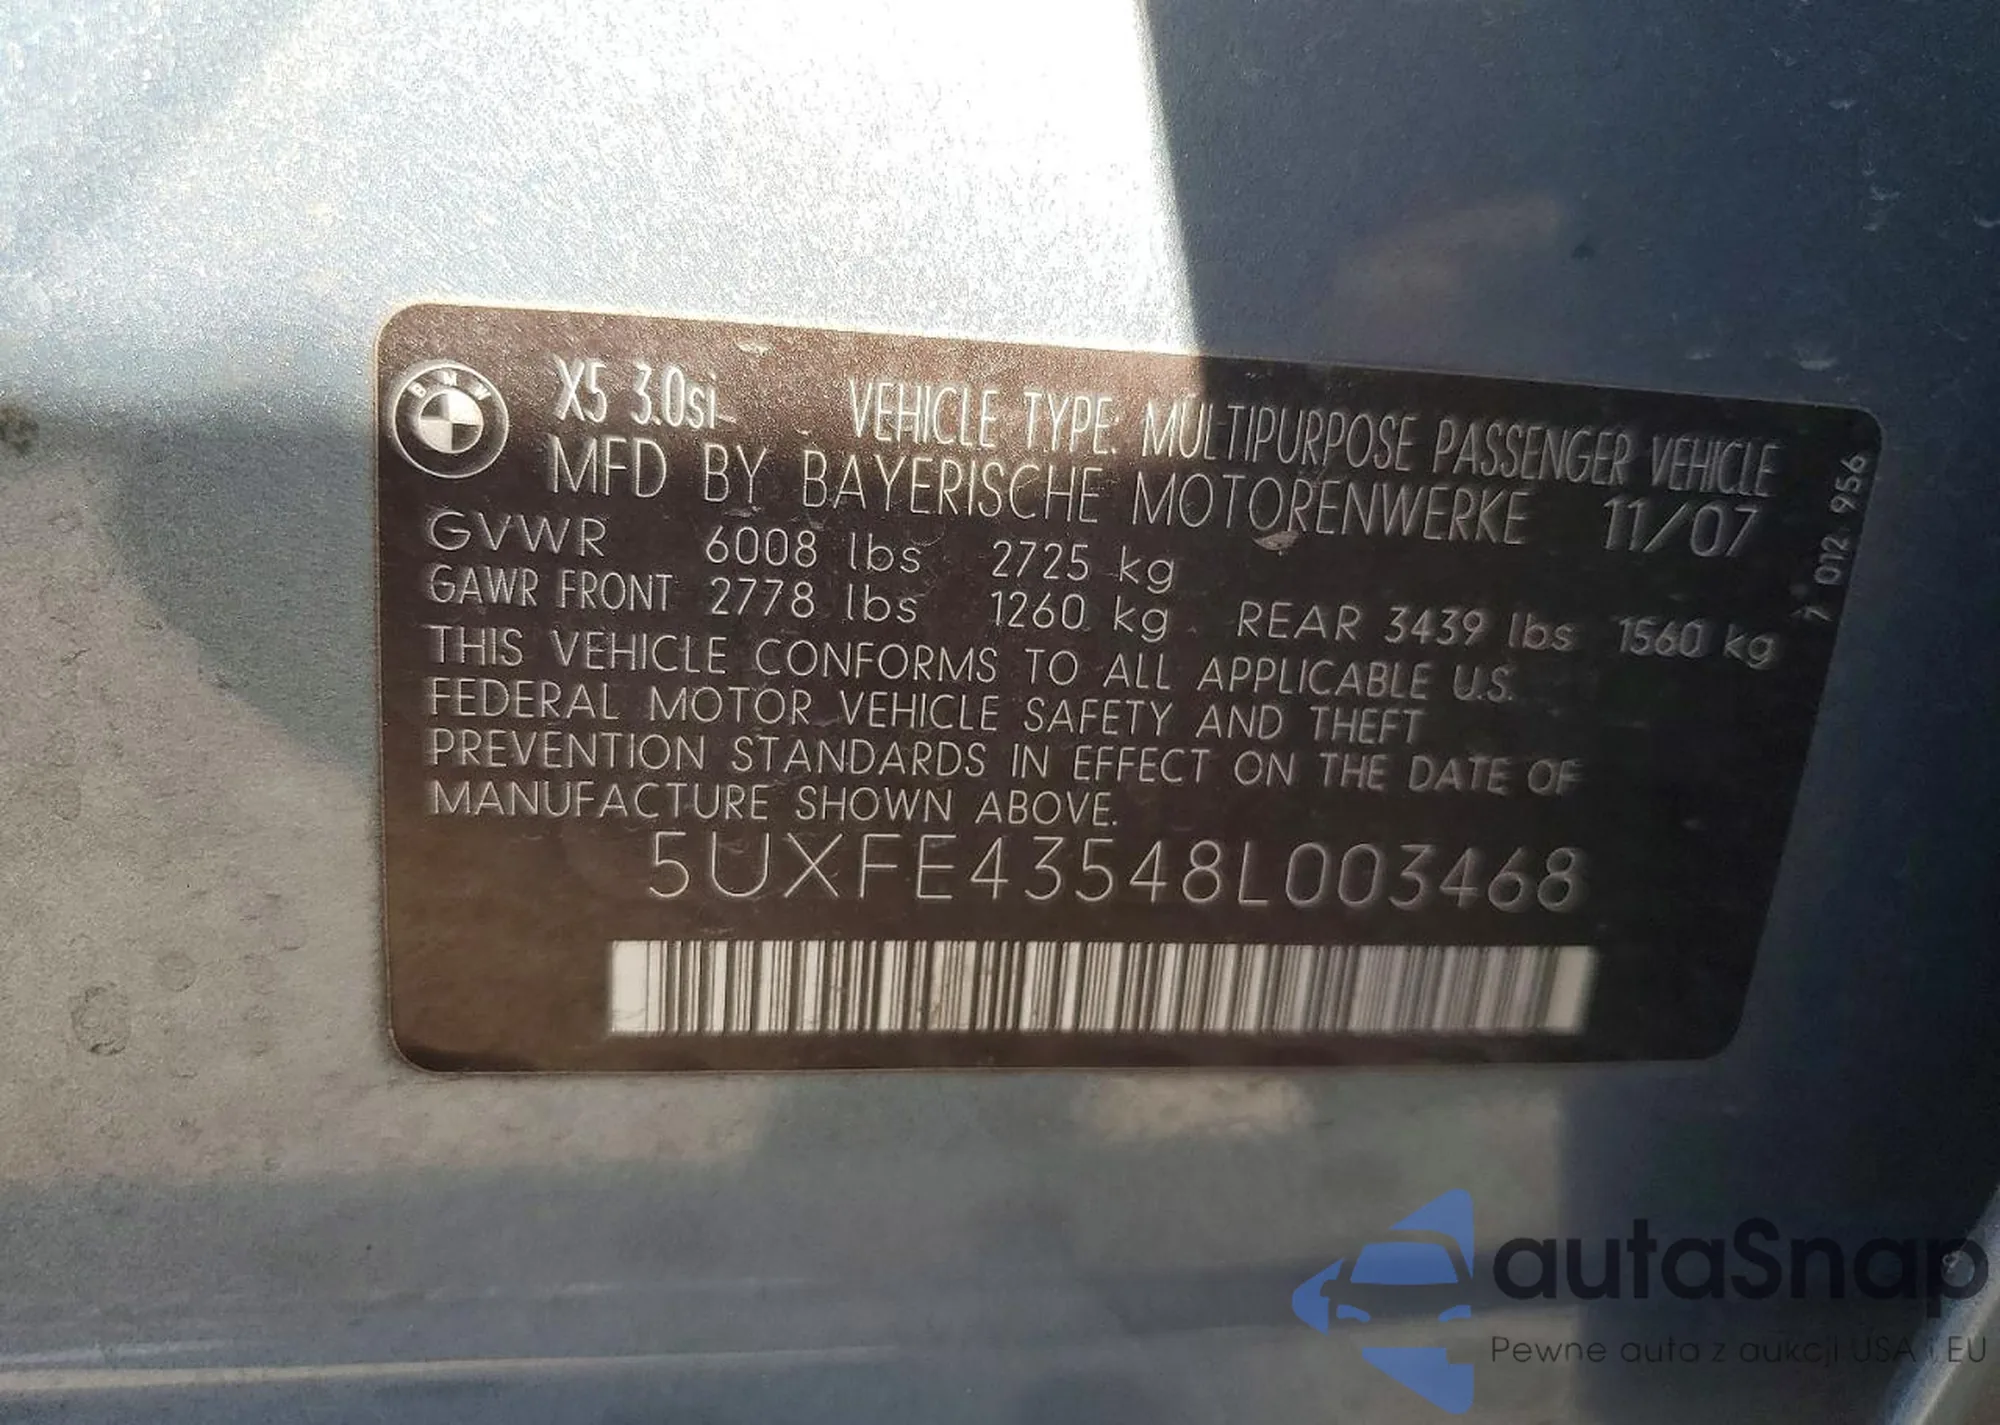 BMW
X5 3.0si VEHICLE TYPE: MULTIPURPOSE PASSENGER VEHICLE
MFD BY BAYERISCHE MOTORENWERKE 11/07
GVWR 6008 lbs 2725 kg
GAWR FRONT 2778 lbs 1260 kg REAR 3439 lbs 1560 kg
THIS VEHICLE CONFORMS TO ALL APPLICABLE U.S.
FEDERAL MOTOR VEHICLE SAFETY AND THEFT
PREVENTION STANDARDS IN EFFECT ON THE DATE OF
MANUFACTURE SHOWN ABOVE.
5UXFE43548L003468
7 012 956
autaSnap
Pewne auta z aukcji USA i EU